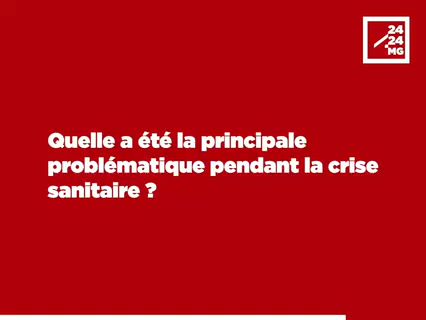 24
24
MG
Quelle a été la principale
problématique pendant la crise
sanitaire ?